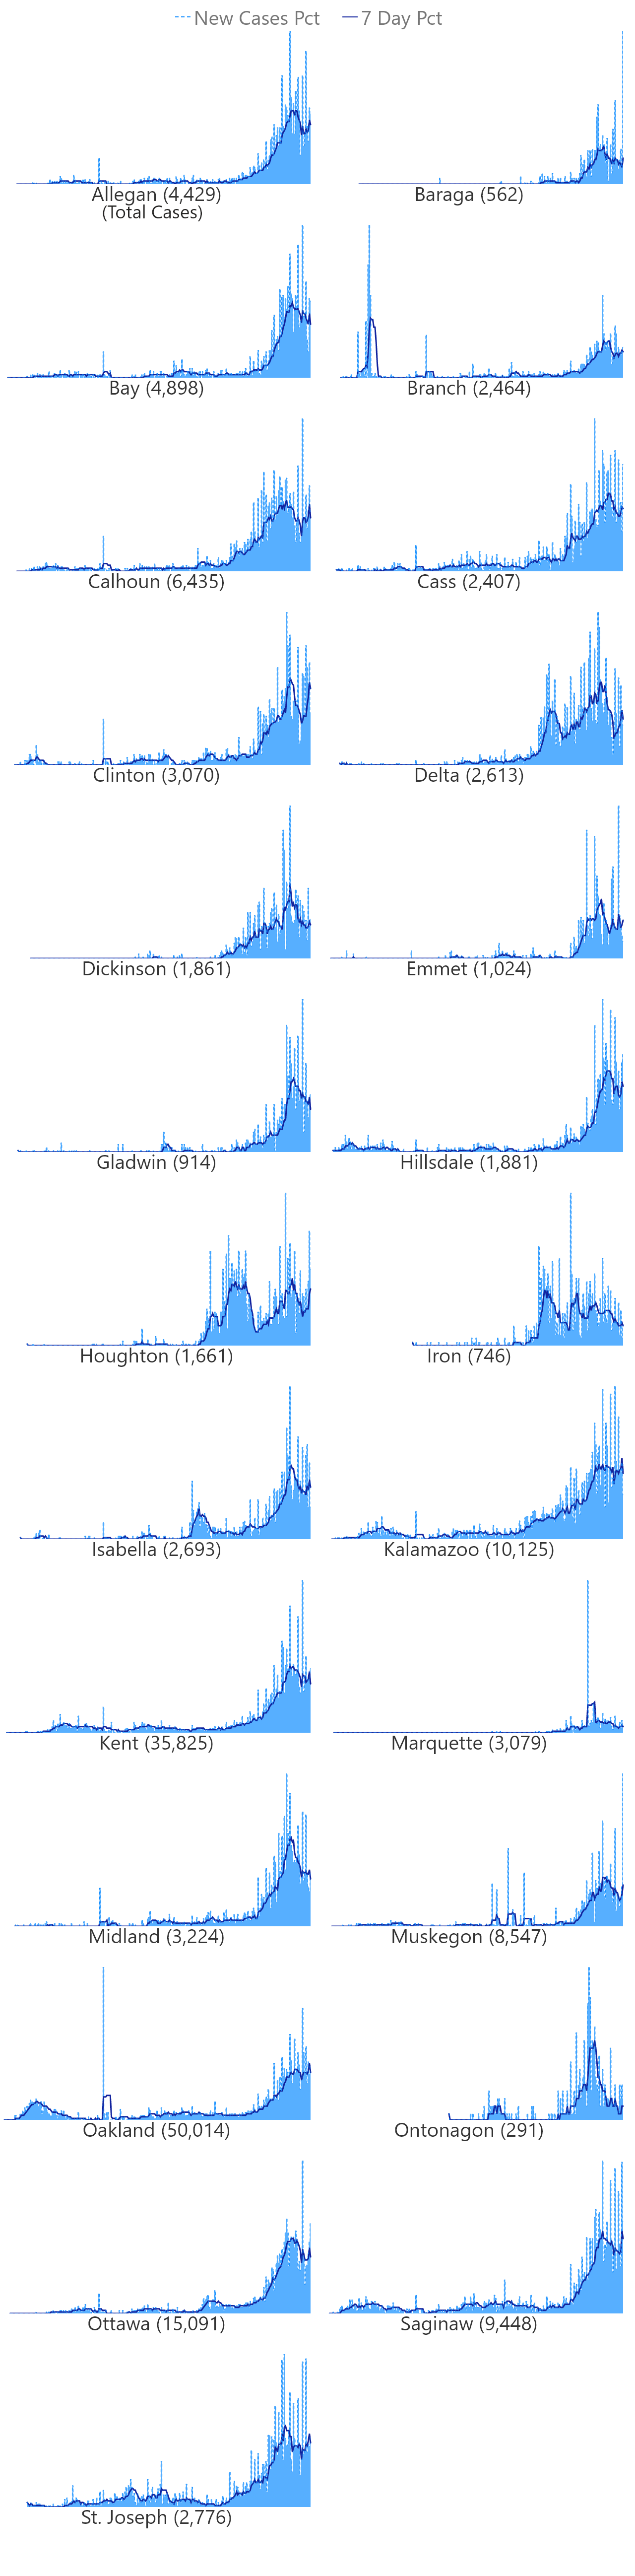 New Cases Pct 7 Day Pct
Allegan (4,429)
(Total Cases)
Baraga (562)
Bay (4,898)
Branch (2,464)
Calhoun (6,435)
Cass (2,407)
Clinton (3,070)
Delta (2,613)
Dickinson (1,861)
Emmet (1,024)
Gladwin (914)
Hillsdale (1,881)
Houghton (1,661)
Iron (746)
Isabella (2,693)
Kalamazoo (10,125)
Kent (35,825)
Marquette (3,079)
Midland (3,224)
Muskegon (8,547)
Oakland (50,014)
Ontonagon (291)
Ottawa (15,091)
Saginaw (9,448)
St. Joseph (2,776)